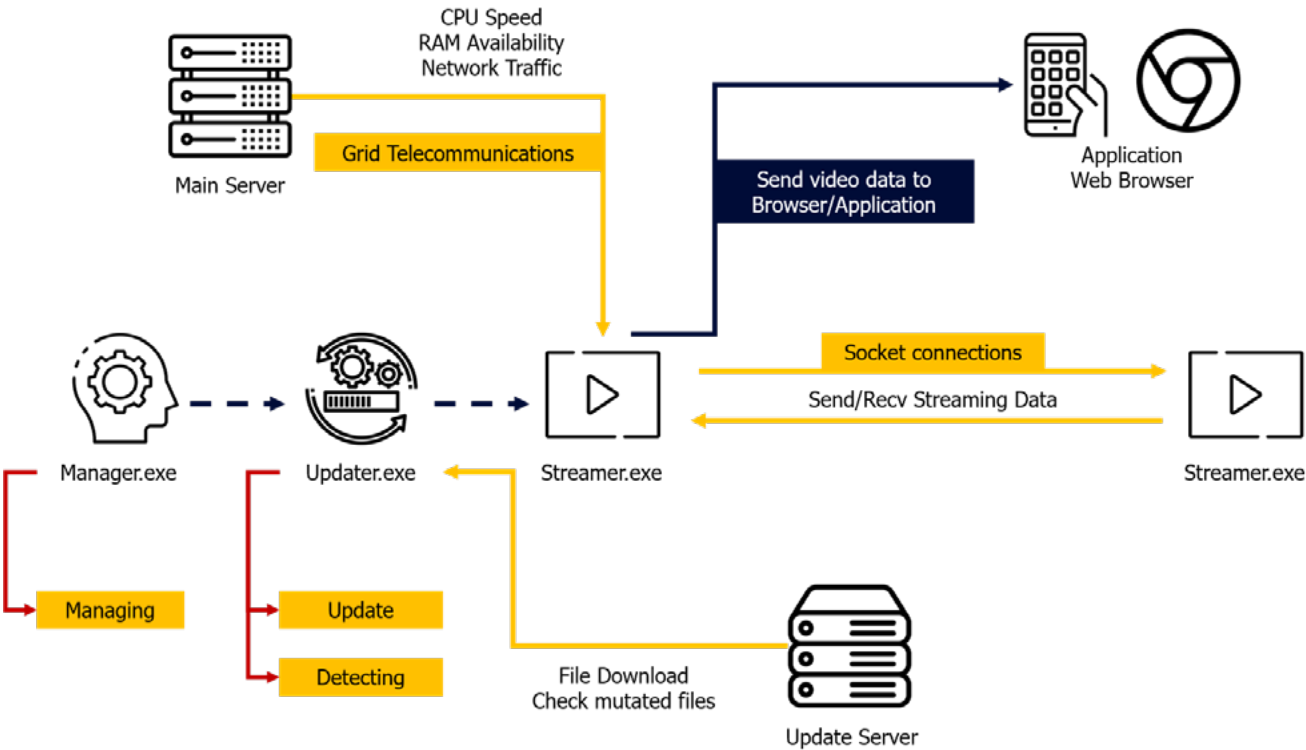 CPU Speed
RAM Availability
Network Traffic
Grid Telecommunications
Main Server
Application
Web Browser
Send video data to
Browser/Application
Socket connections
Send/Recv Streaming Data
Manager.exe
Updater.exe
Streamer.exe
Streamer.exe
Managing
Update
Detecting
File Download
Check mutated files
Update Server